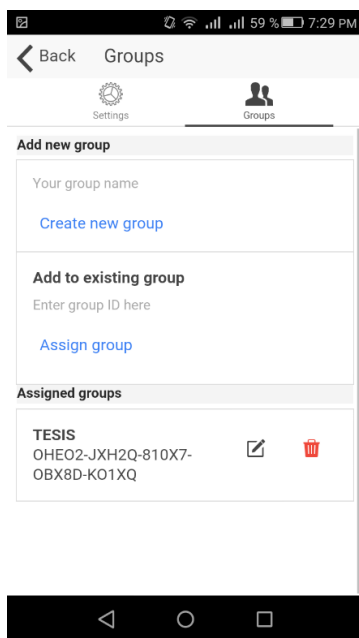 59 % 7:29 PM
Back Groups
Settings Groups
Add new group
Your group name
Create new group
Add to existing group
Enter group ID here
Assign group
Assigned groups
TESIS
OHEO2-JXH2Q-810X7-
OBX8D-KO1XQ